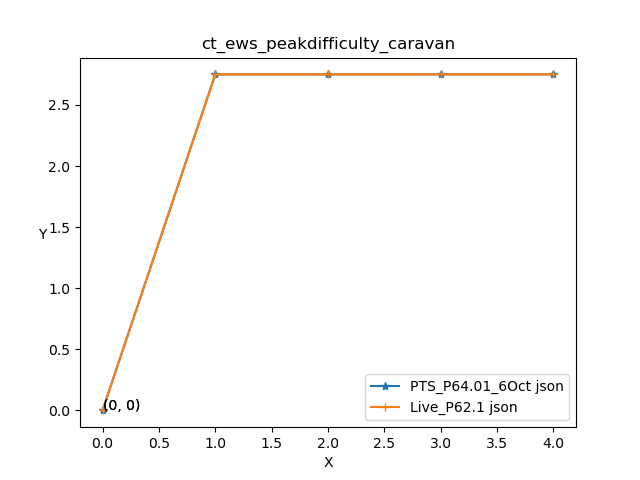 ct_ews_peakdifficulty_caravan
2.5
2.0
1.5
1.0
0.5
0.0
Y
(0, 0)
PTS_P64.01_6Oct json
Live_P62.1 json
0.0 0.5 1.0 1.5 2.0 2.5 3.0 3.5 4.0
X